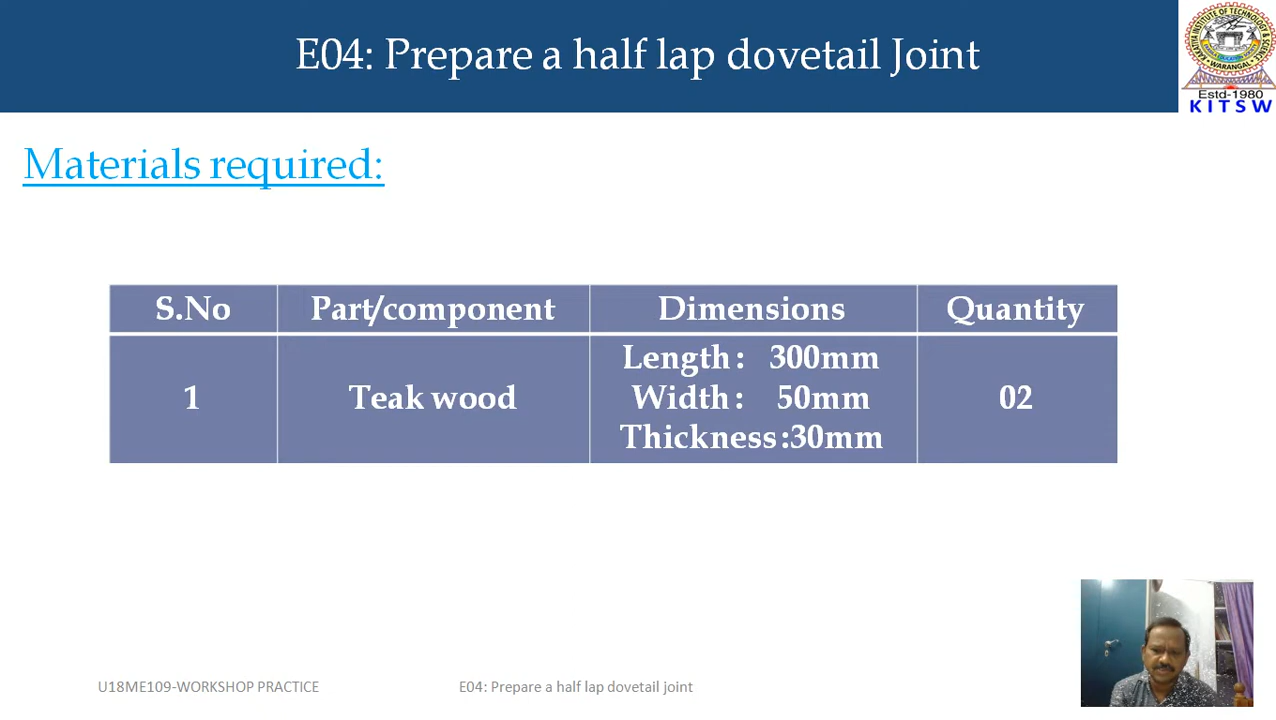 E04: Prepare a half lap dovetail Joint
WARANGAL
Estd-1980
K I T S W
Materials required:
S.No Part/component Dimensions Quantity
1 Teak wood Length : 300mm Width : 50mm Thickness :30mm 02
U18ME109-WORKSHOP PRACTICE E04: Prepare a half lap dovetail joint